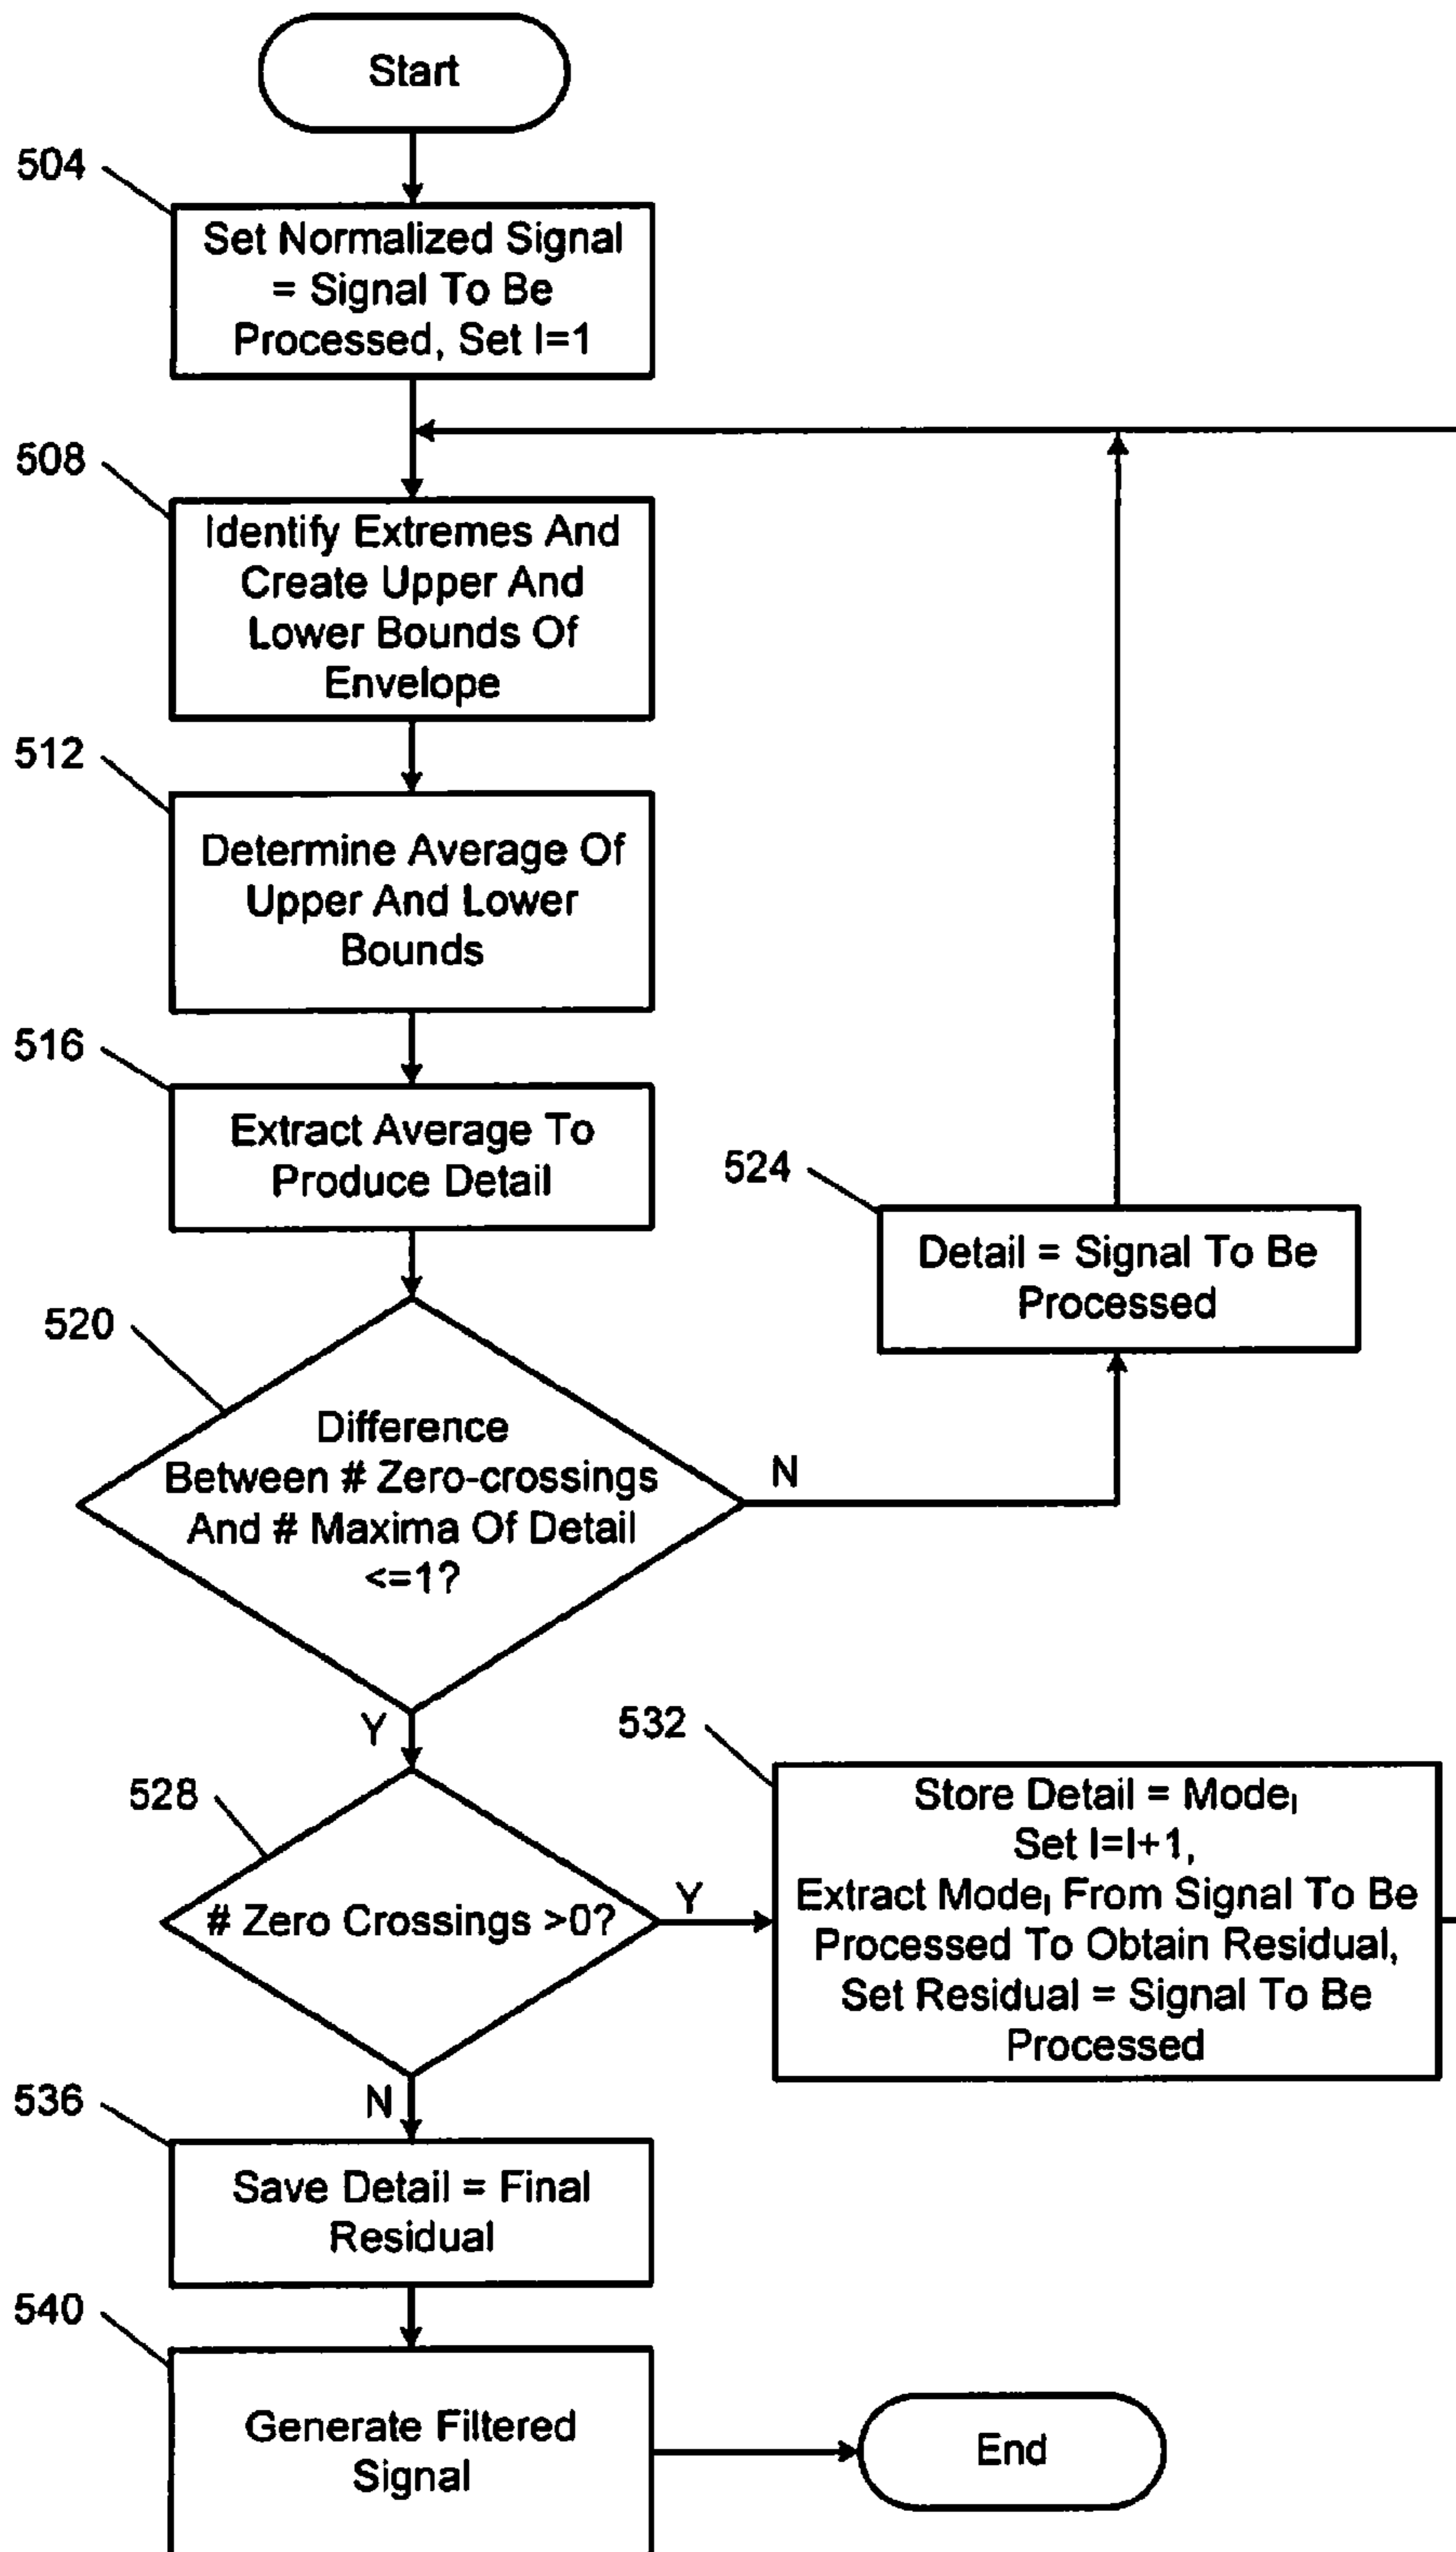 Start
504
Set Normalized Signal
= Signal To Be
Processed, Set I=1
508
Identify Extremes And
Create Upper And
Lower Bounds Of
Envelope
512
Determine Average Of
Upper And Lower
Bounds
516
Extract Average To
Produce Detail
524
Detail = Signal To Be
Processed
520
Difference
Between # Zero-crossings
And # Maxima Of Detail
<=1?
N
Y
528
# Zero Crossings >0?
Y
532
Store Detail = Modeı
Set I=I+1,
Extract Modeı From Signal To Be
Processed To Obtain Residual,
Set Residual = Signal To Be
Processed
N
536
Save Detail = Final
Residual
540
Generate Filtered
Signal
End